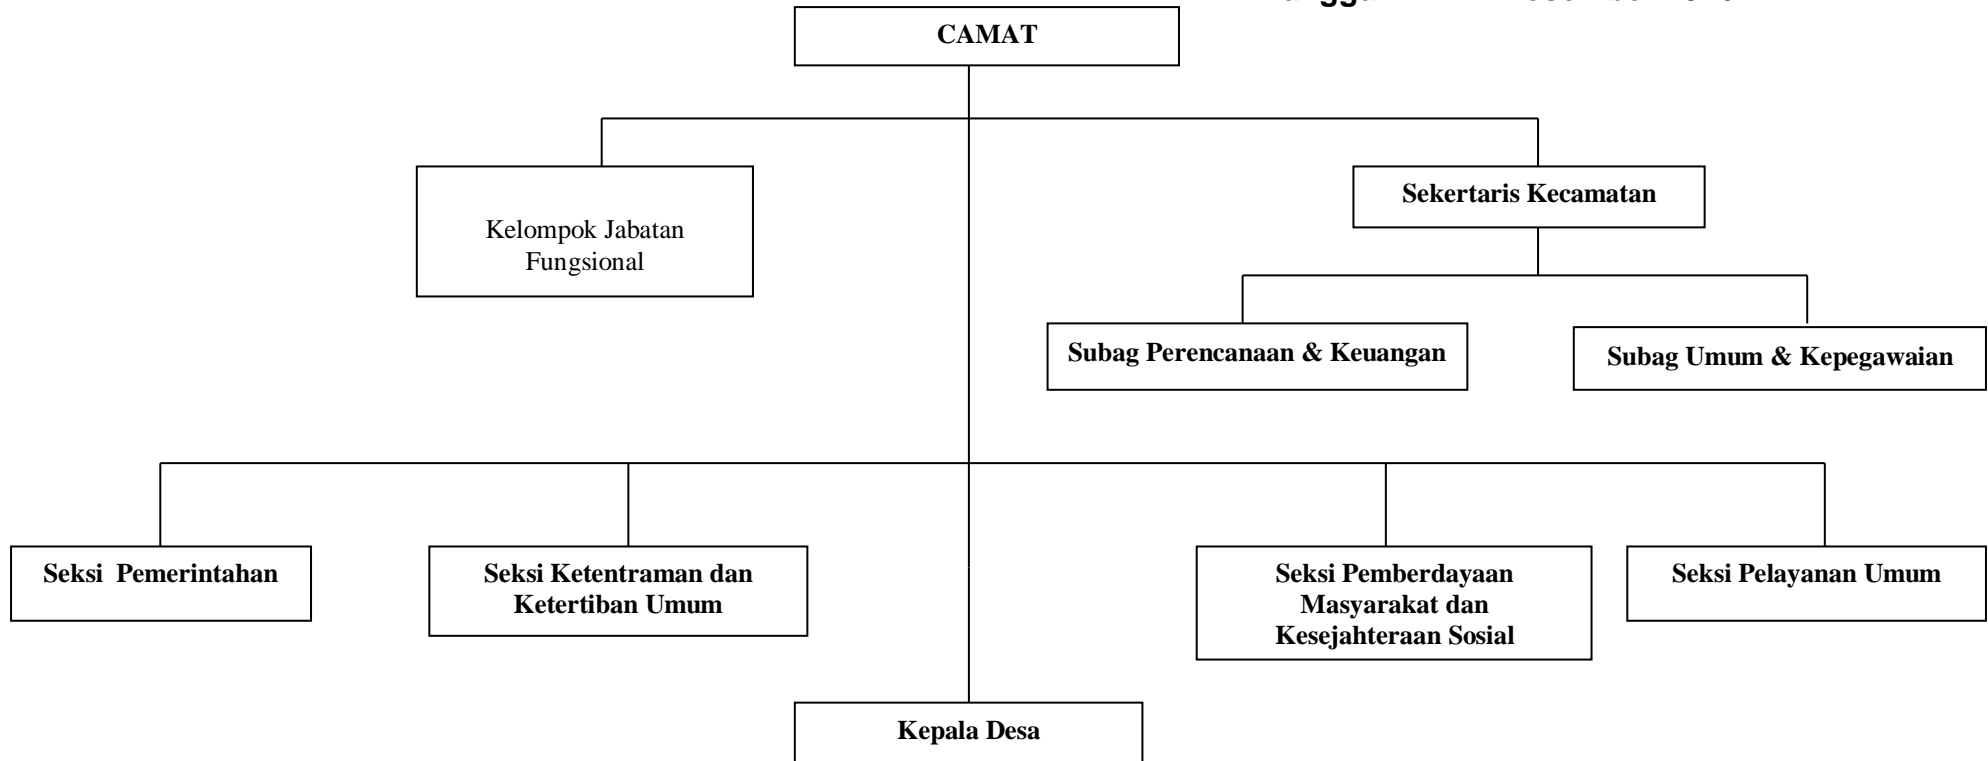 CAMAT
Sekertaris Kecamatan
Kelompok Jabatan
Fungsional
Subag Perencanaan & Keuangan
Subag Umum & Kepegawaian
Seksi  Pemerintahan
Seksi Ketentraman dan
Ketertiban Umum
Seksi Pemberdayaan
Masyarakat dan
Kesejahteraan Sosial
Seksi Pelayanan Umum
Kepala Desa